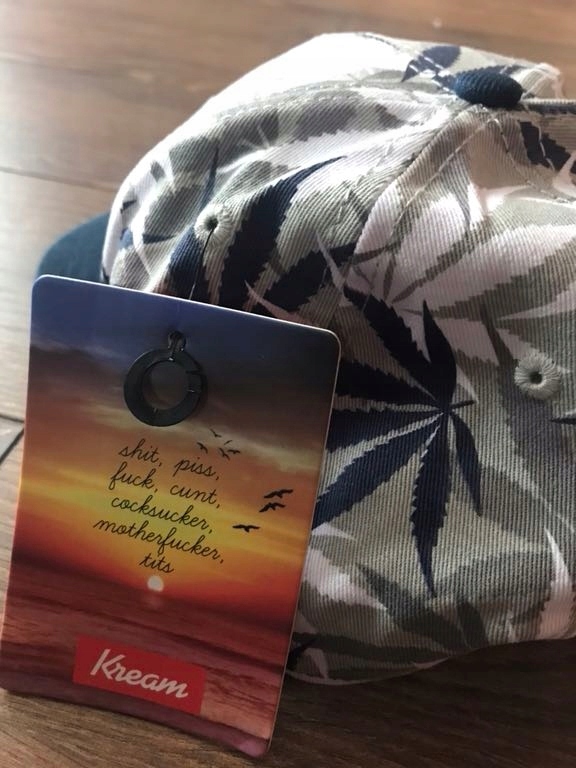 shit, piss,
fuck, cunt,
cocksucker,
motherfucker,
tits
Kream